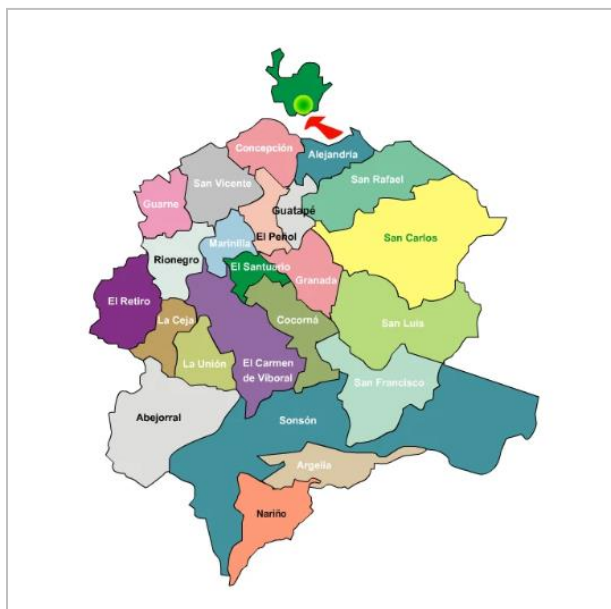 Concepción
Alejandría
San Vicente
San Rafael
Guarne
Guatapé
El Peñol
San Carlos
Marinilla
Rionegro
El Santuario
Granada
El Retiro
La Ceja
Cocorná
San Luis
La Unión
El Carmen
de Viboral
San Francisco
Abejorral
Sonsón
Argelia
Nariño